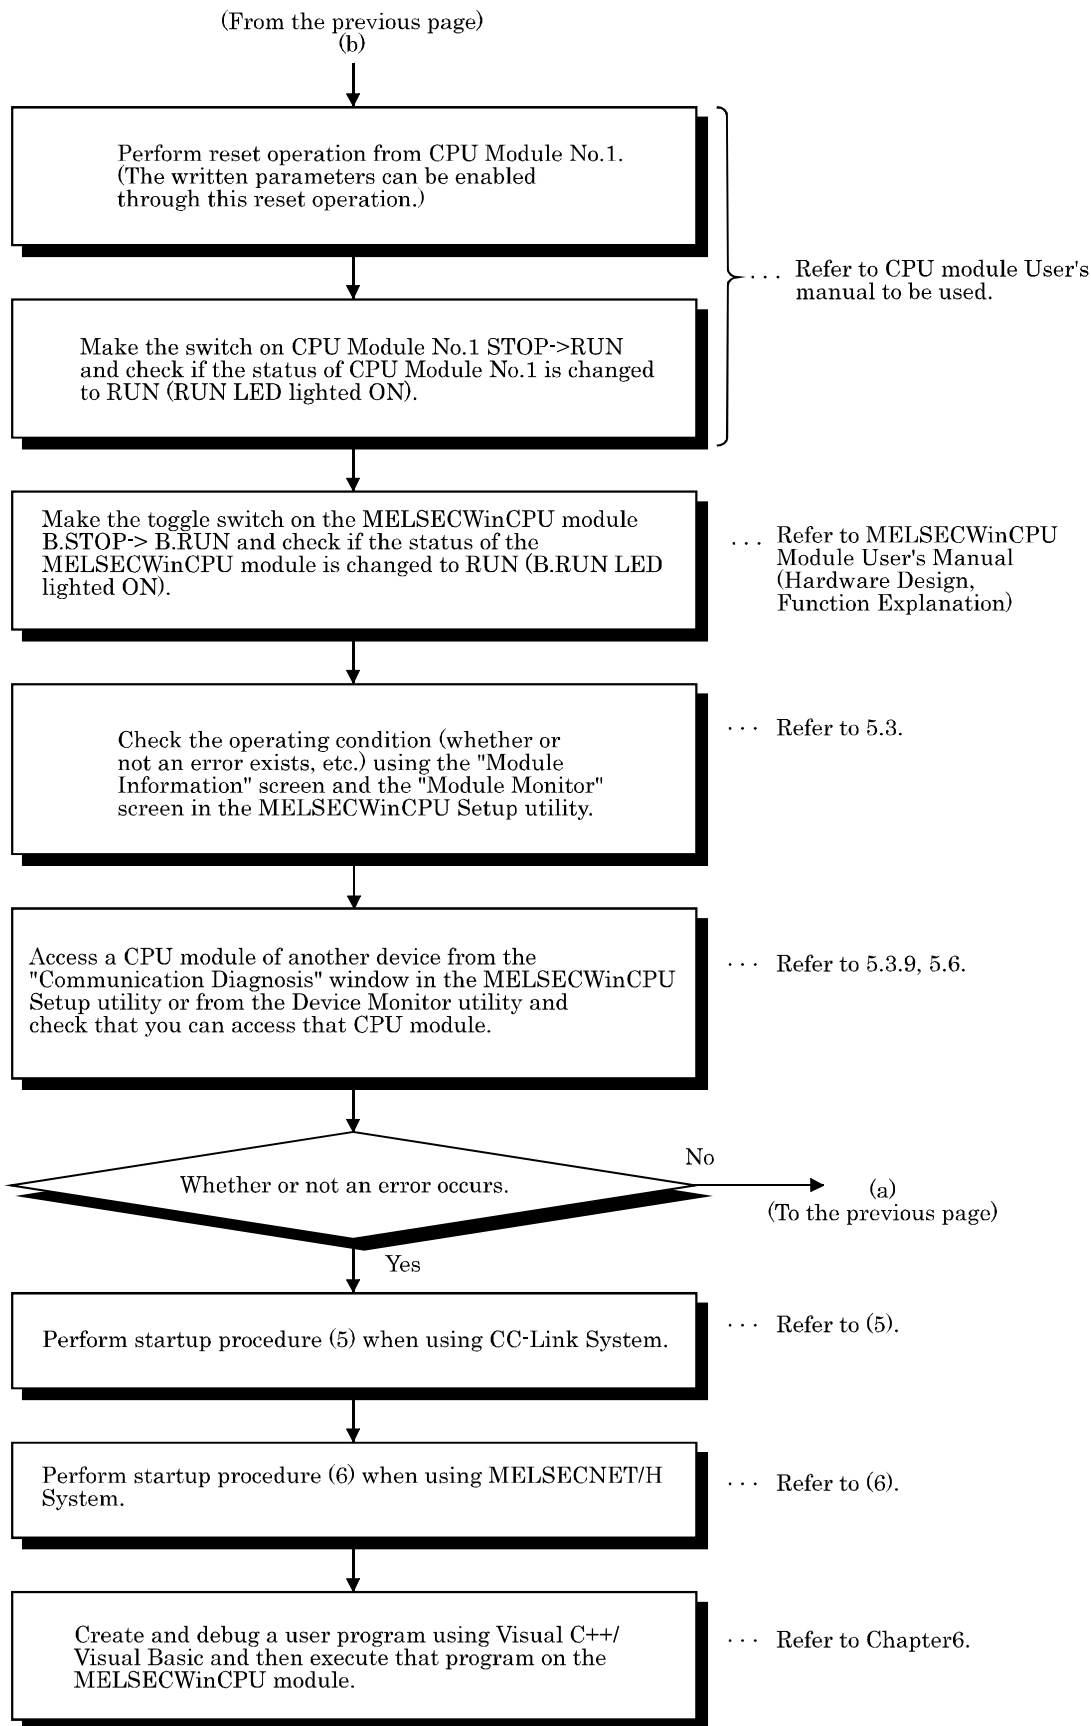 (From the previous page)
(b)
Perform reset operation from CPU Module No.1.
(The written parameters can be enabled
through this reset operation.)
Make the switch on CPU Module No.1 STOP->RUN
and check if the status of CPU Module No.1 is changed
to RUN (RUN LED lighted ON).
· · · Refer to CPU module User's
manual to be used.
Make the toggle switch on the MELSECWinCPU module
B.STOP-> B.RUN and check if the status of the
MELSECWinCPU module is changed to RUN (B.RUN LED
lighted ON).
· · · Refer to MELSECWinCPU
Module User's Manual
(Hardware Design,
Function Explanation)
Check the operating condition (whether or
not an error exists, etc.) using the "Module
Information" screen and the "Module Monitor"
screen in the MELSECWinCPU Setup utility.
· · · Refer to 5.3.
Access a CPU module of another device from the
"Communication Diagnosis" window in the MELSECWinCPU
Setup utility or from the Device Monitor utility and
check that you can access that CPU module.
· · · Refer to 5.3.9, 5.6.
Whether or not an error occurs.
No
(a)
(To the previous page)
Yes
Perform startup procedure (5) when using CC-Link System.
· · · Refer to (5).
Perform startup procedure (6) when using MELSECNET/H
System.
· · · Refer to (6).
Create and debug a user program using Visual C++/
Visual Basic and then execute that program on the
MELSECWinCPU module.
· · · Refer to Chapter6.